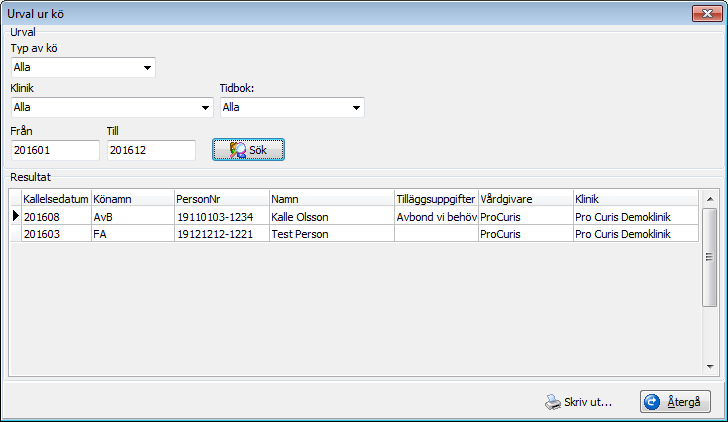 Urval ur kö
Urval
Typ av kö
Alla
Klinik Tidbok:
Alla Alla
Från Till
201601 201612 Sök
Resultat
Kallelsedatum Könamn PersonNr Namn Tilläggsuppgifter Vårdgivare Klinik
201608 AvB 19110103-1234 Kalle Olsson Avbond vi behöv ProCuris Pro Curis Demoklinik
201603 FA 19121212-1221 Test Person ProCuris Pro Curis Demoklinik
Skriv ut... Återgå